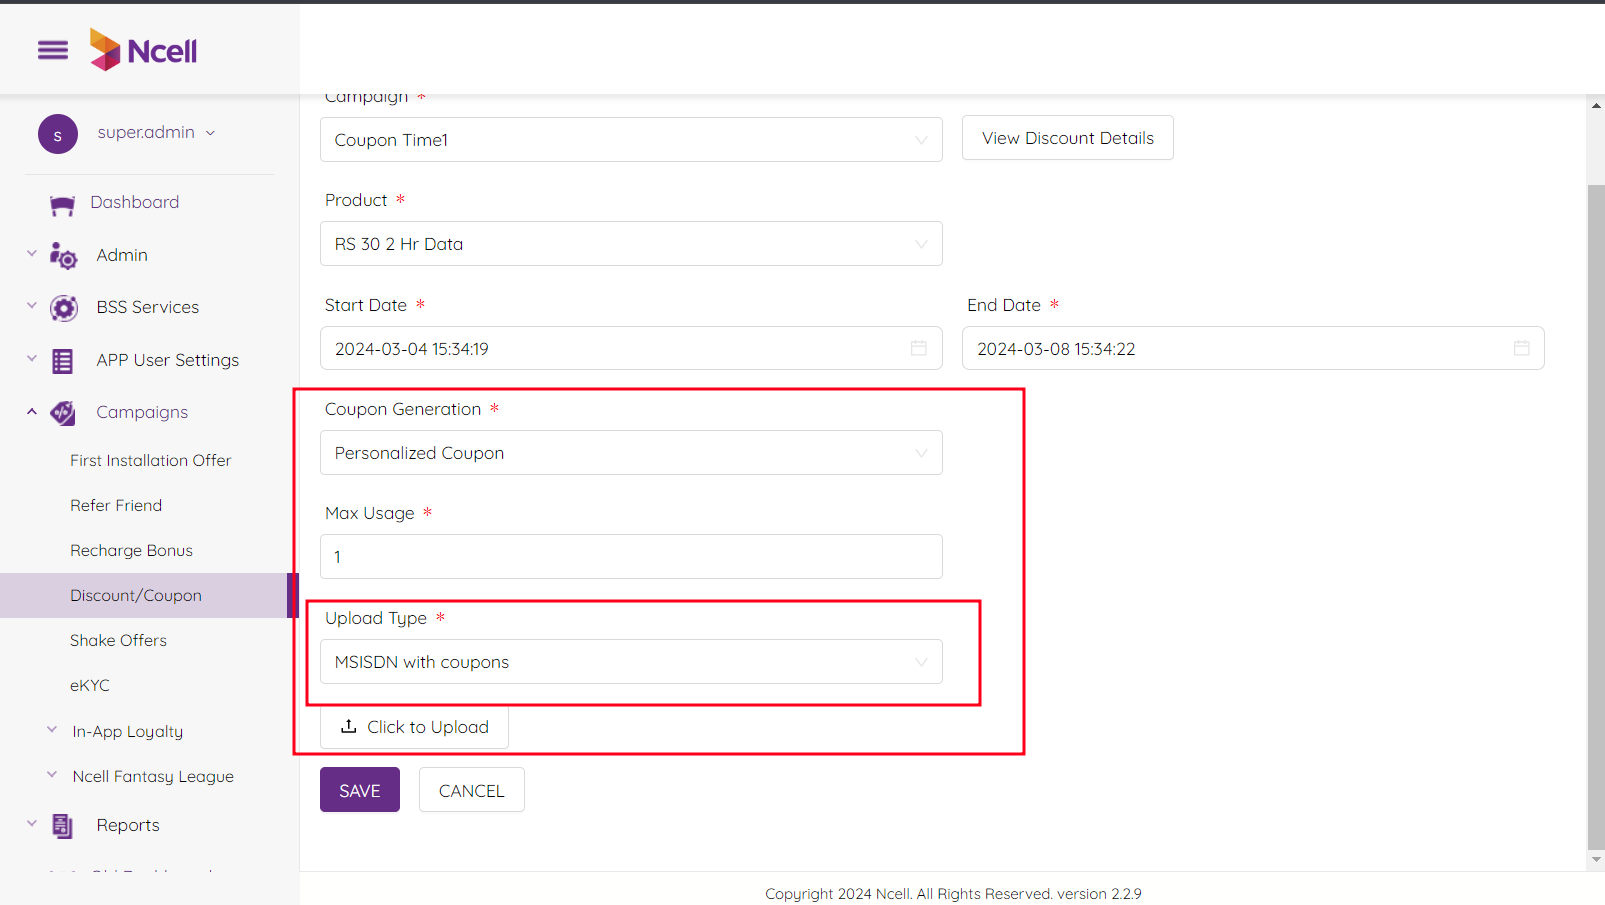 Ncell
s
super.admin
Dashboard
Admin
BSS Services
APP User Settings
Campaigns
First Installation Offer
Refer Friend
Recharge Bonus
Discount/Coupon
Shake Offers
eKYC
In-App Loyalty
Ncell Fantasy League
Reports
Campaign *
Coupon Time1
View Discount Details
Product *
RS 30 2 Hr Data
Start Date *
End Date *
2024-03-04 15:34:19
2024-03-08 15:34:22
Coupon Generation *
Personalized Coupon
Max Usage *
1
Upload Type *
MSISDN with coupons
Click to Upload
SAVE
CANCEL
Copyright 2024 Ncell. All Rights Reserved. version 2.2.9